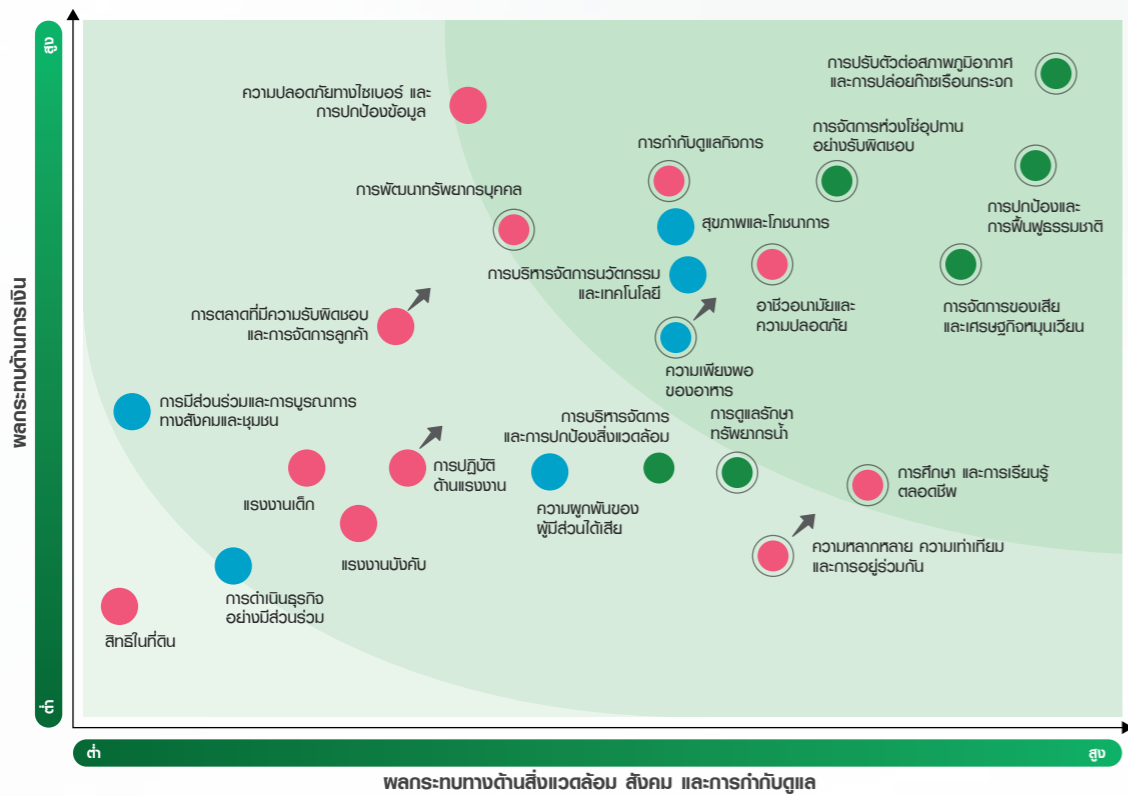 สูง
การปรับตัวต่อสภาพภูมิอากาศ
และการปล่อยก๊าซเรือนกระจก
ความปลอดภัยทางไซเบอร์ และ
การปกป้องข้อมูล
การจัดการห่วงโซ่อุปทาน
อย่างรับผิดชอบ
การกำกับดูแลกิจการ
การพัฒนาทรัพยากรบุคคล
การปกป้องและ
การฟื้นฟูธรรมชาติ
สุขภาพและโภชนาการ
การบริหารจัดการนวัตกรรม
และเทคโนโลยี
อาชีวอนามัยและ
ความปลอดภัย
การจัดการของเสีย
และเศรษฐกิจหมุนเวียน
การตลาดที่มีความรับผิดชอบ
และการจัดการลูกค้า
ความเพียงพอ
ของอาหาร
การมีส่วนร่วมและการบูรณาการ
ทางสังคมและชุมชน
การบริหารจัดการ
และการปกป้องสิ่งแวดล้อม
การดูแลรักษา
ทรัพยากรน้ำ
การปฏิบัติ
ด้านแรงงาน
การศึกษา และการเรียนรู้
ตลอดชีพ
แรงงานเด็ก
ความผูกพันของ
ผู้มีส่วนได้เสีย
แรงงานบังคับ
ความหลากหลาย ความเท่าเทียม
และการอยู่ร่วมกัน
การดำเนินธุรกิจ
อย่างมีส่วนร่วม
สิทธิในที่ดิน
ผลกระทบด้านการเงิน
ต่ำ
ต่ำ
สูง
ผลกระทบทางด้านสิ่งแวดล้อม สังคม และการกำกับดูแล